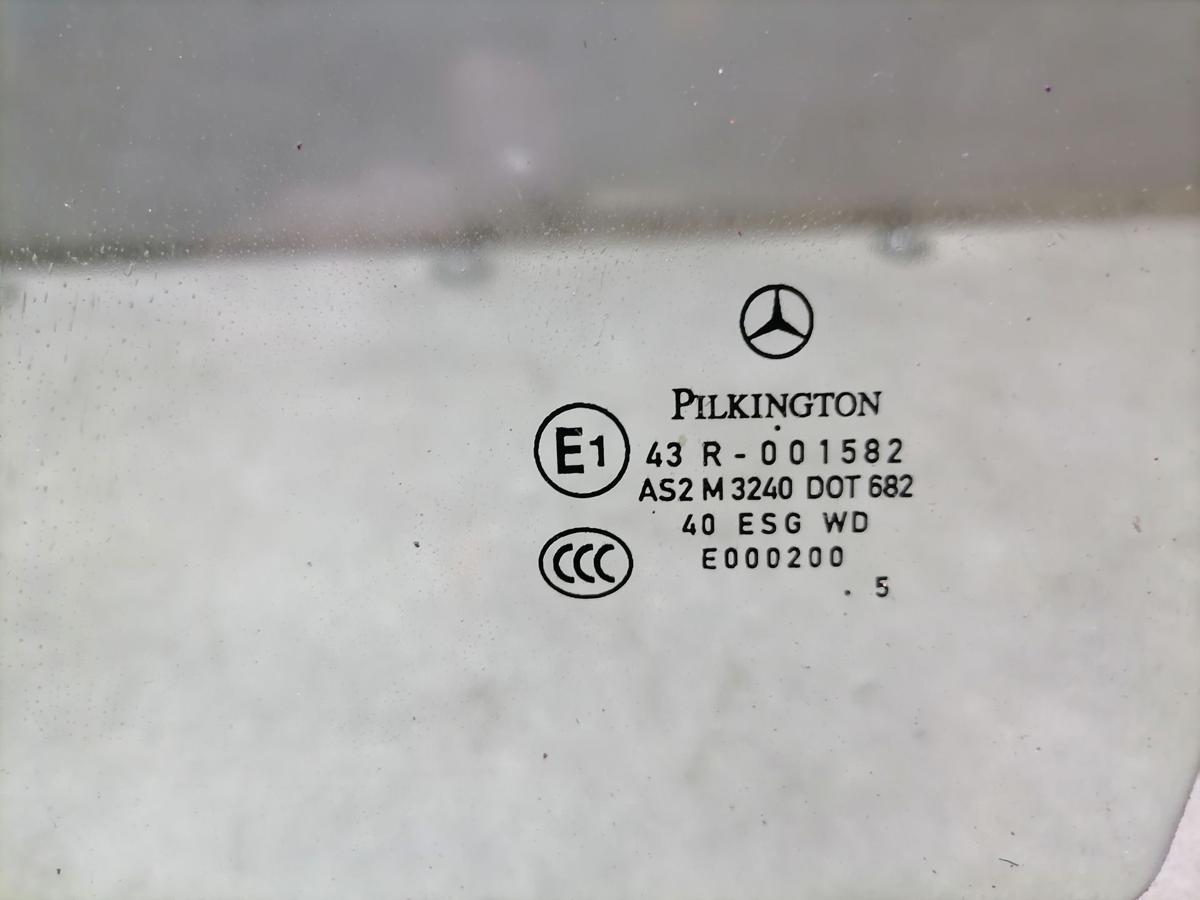 PILKINGTON
E1
43 R - 001582
AS2 M 3240 DOT 682
40 ESG WD
CCC
E000200
. 5